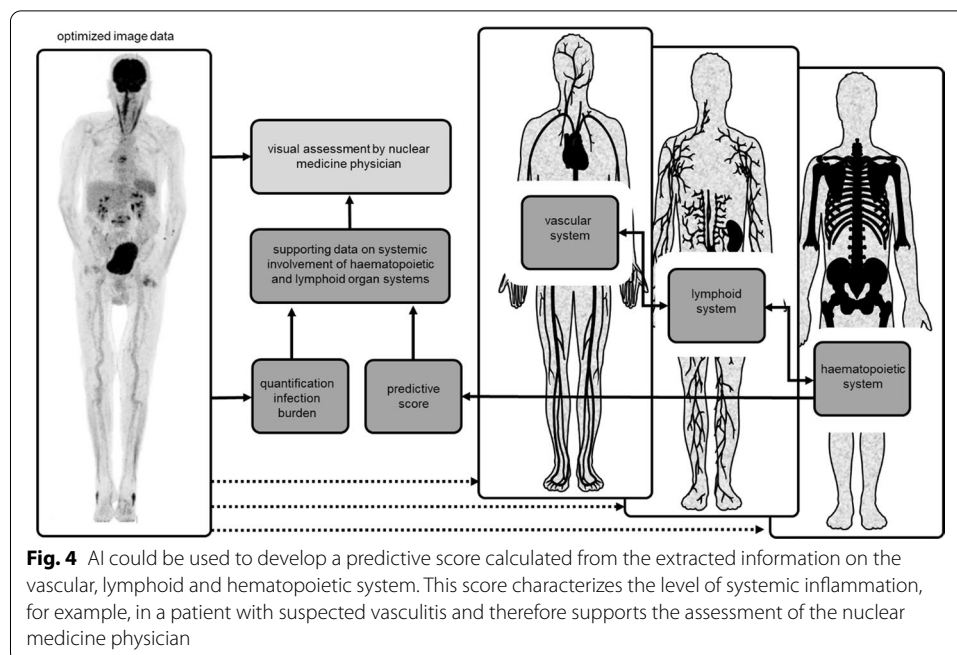 optimized image data
visual assessment by nuclear
medicine physician
supporting data on systemic
involvement of haematopoietic
and lymphoid organ systems
quantification
infection
burden
predictive
score
vascular
system
lymphoid
system
haematopoietic
system
Fig. 4 AI could be used to develop a predictive score calculated from the extracted information on the
vascular, lymphoid and hematopoietic system. This score characterizes the level of systemic inflammation,
for example, in a patient with suspected vasculitis and therefore supports the assessment of the nuclear
medicine physician